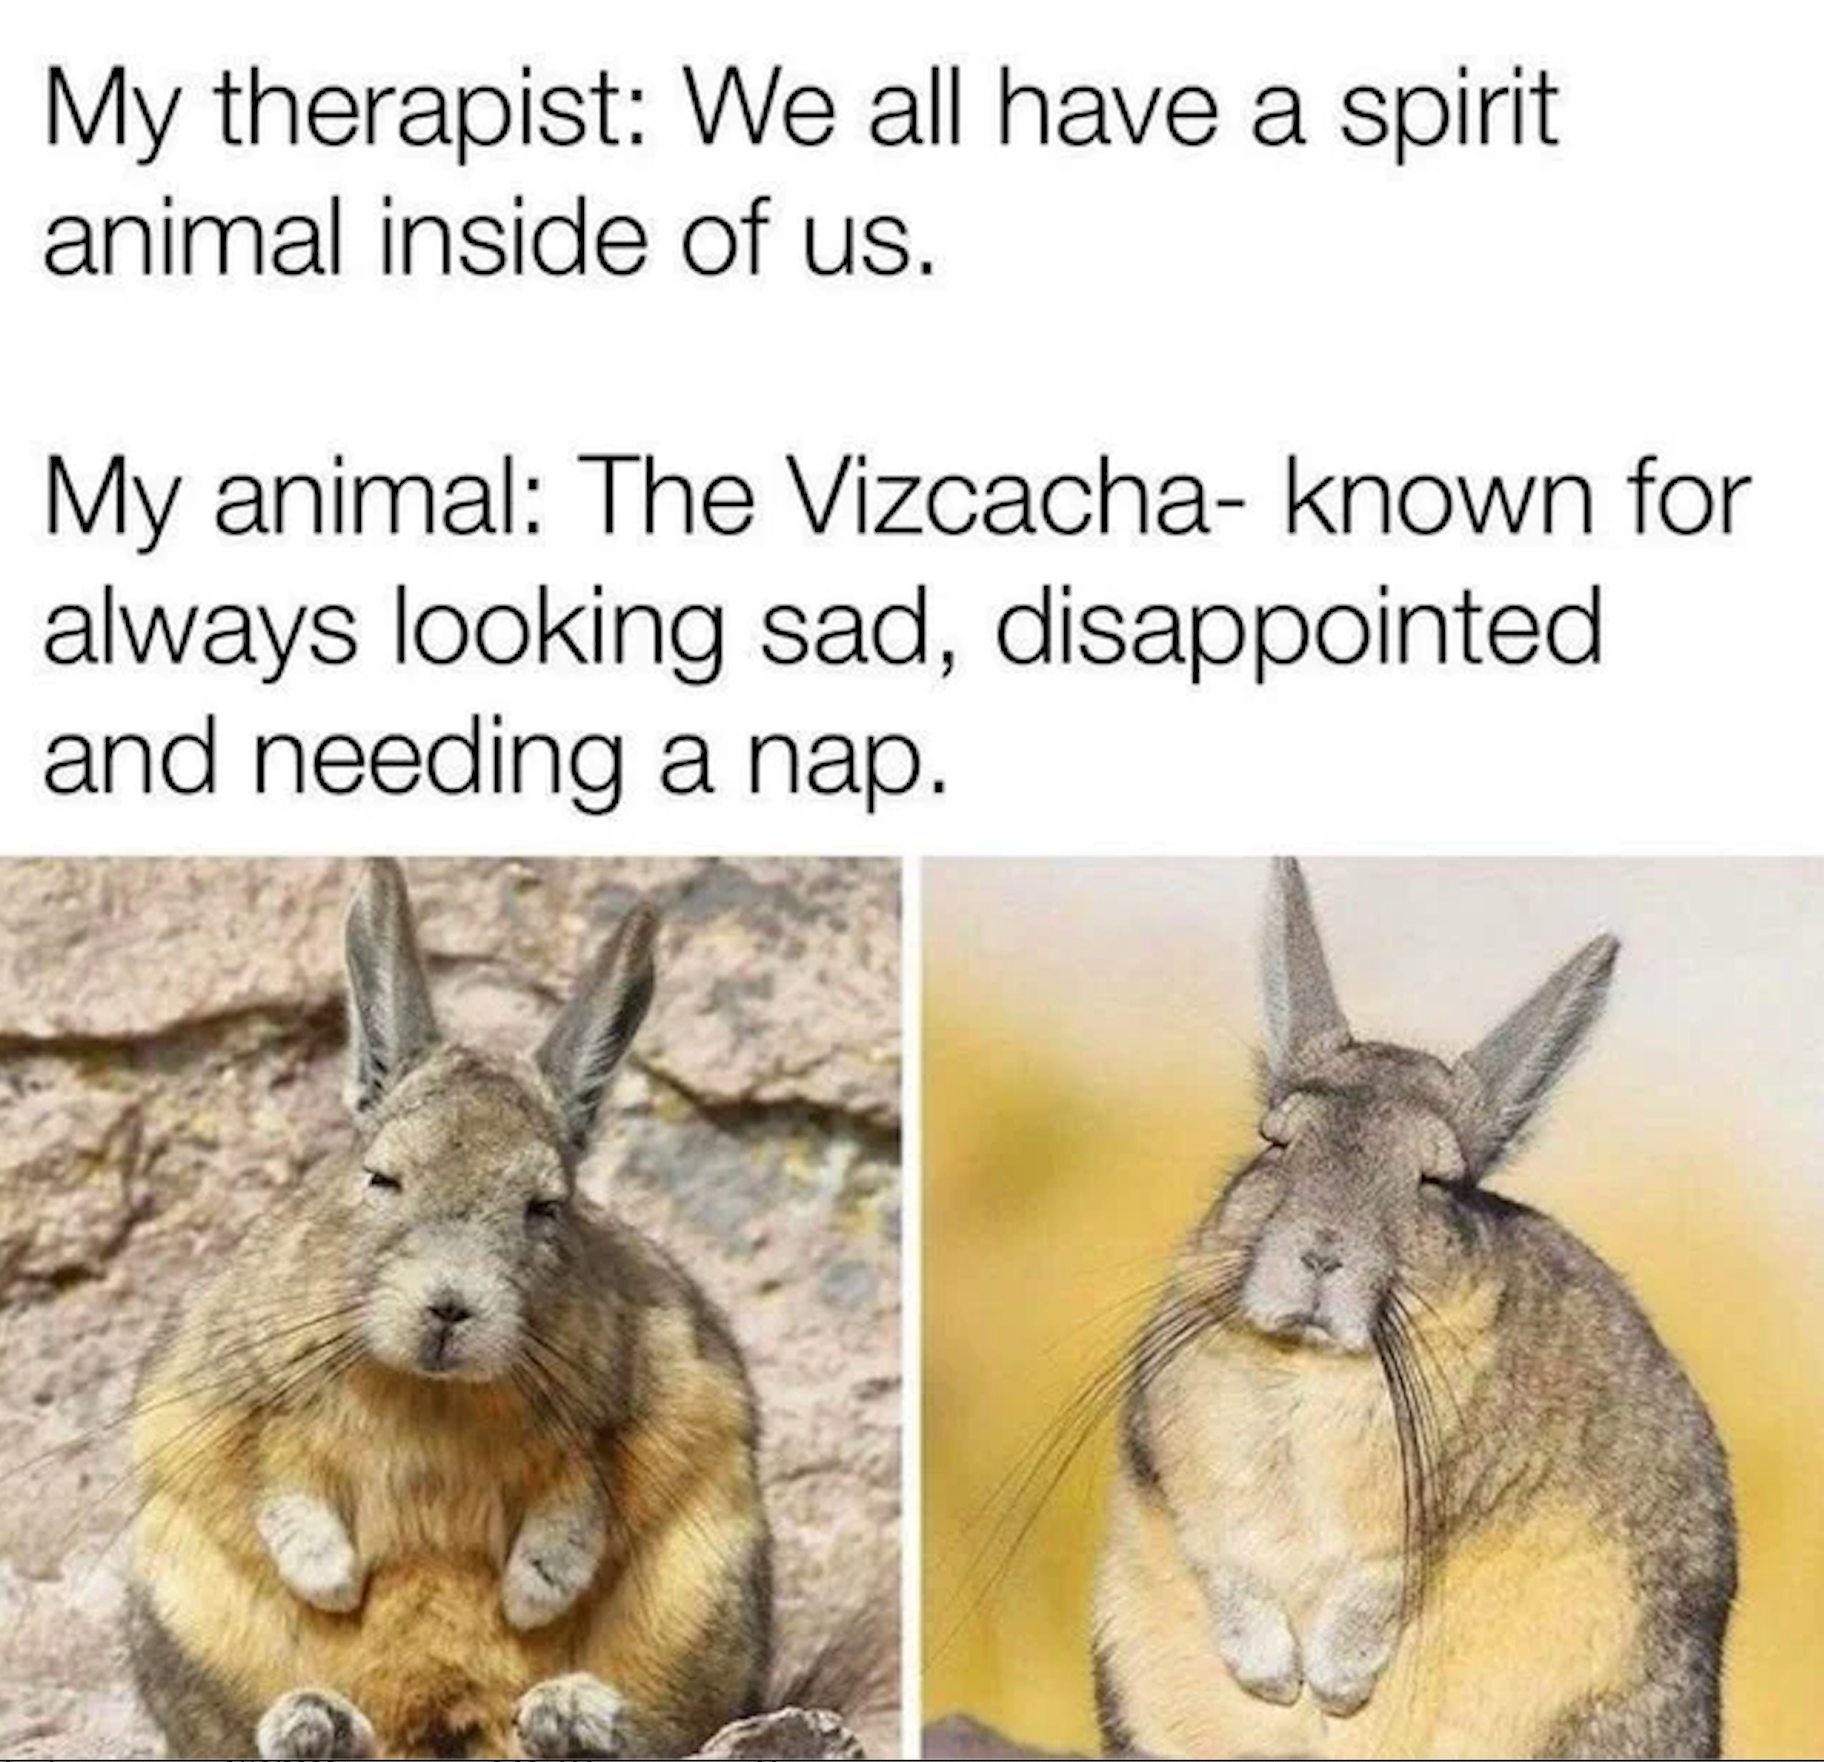 My therapist: We all have a spirit
animal inside of us.
My animal: The Vizcacha- known for
always looking sad, disappointed
and needing a nap.